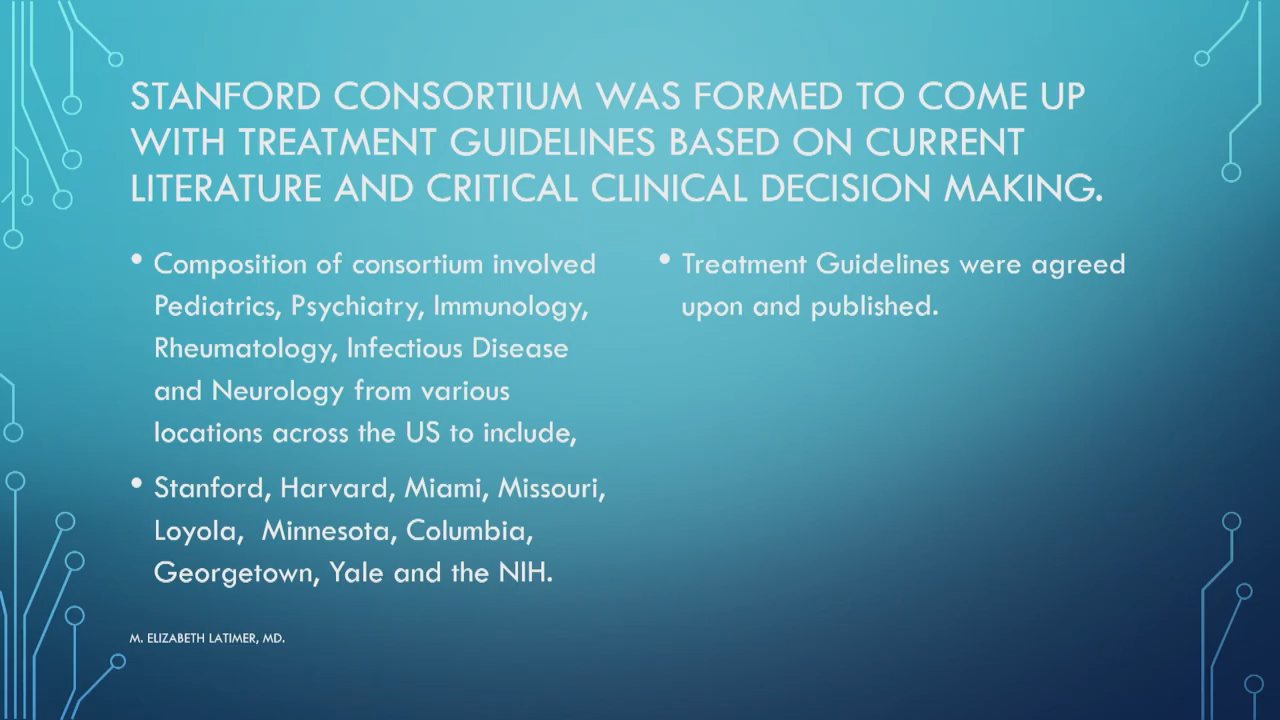 STANFORD CONSORTIUM WAS FORMED TO COME UP
WITH TREATMENT GUIDELINES BASED ON CURRENT
LITERATURE AND CRITICAL CLINICAL DECISION MAKING.
• Composition of consortium involved
Pediatrics, Psychiatry, Immunology,
Rheumatology, Infectious Disease
and Neurology from various
locations across the US to include,
• Stanford, Harvard, Miami, Missouri,
Loyola,  Minnesota, Columbia,
Georgetown, Yale and the NIH.
• Treatment Guidelines were agreed
upon and published.
M. ELIZABETH LATIMER, MD.